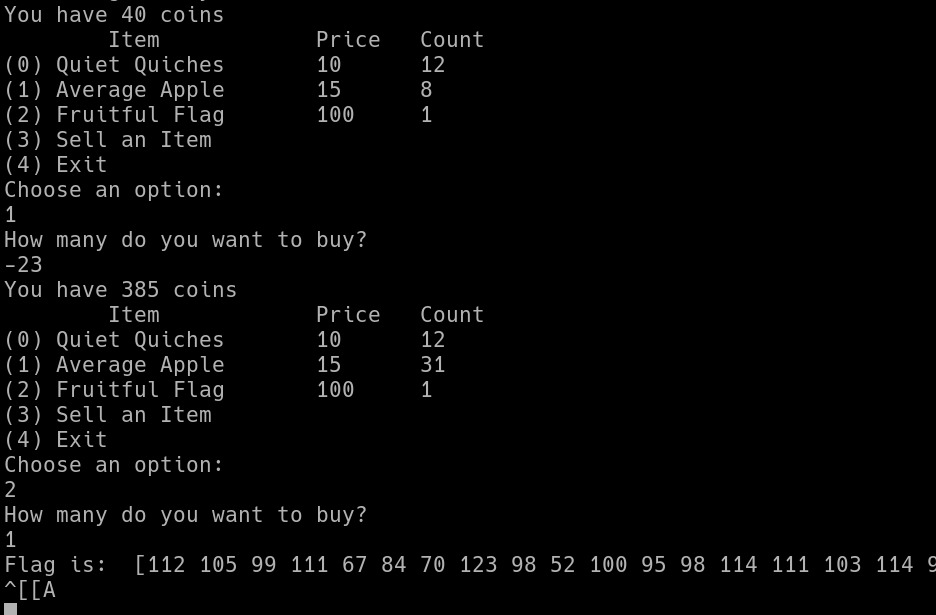 You have 40 coins
Item Price Count
(0) Quiet Quiches 10 12
(1) Average Apple 15 8
(2) Fruitful Flag 100 1
(3) Sell an Item
(4) Exit
Choose an option:
1
How many do you want to buy?
-23
You have 385 coins
Item Price Count
(0) Quiet Quiches 10 12
(1) Average Apple 15 31
(2) Fruitful Flag 100 1
(3) Sell an Item
(4) Exit
Choose an option:
2
How many do you want to buy?
1
Flag is: [112 105 99 111 67 84 70 123 98 52 100 95 98 114 111 103 114
^[[A